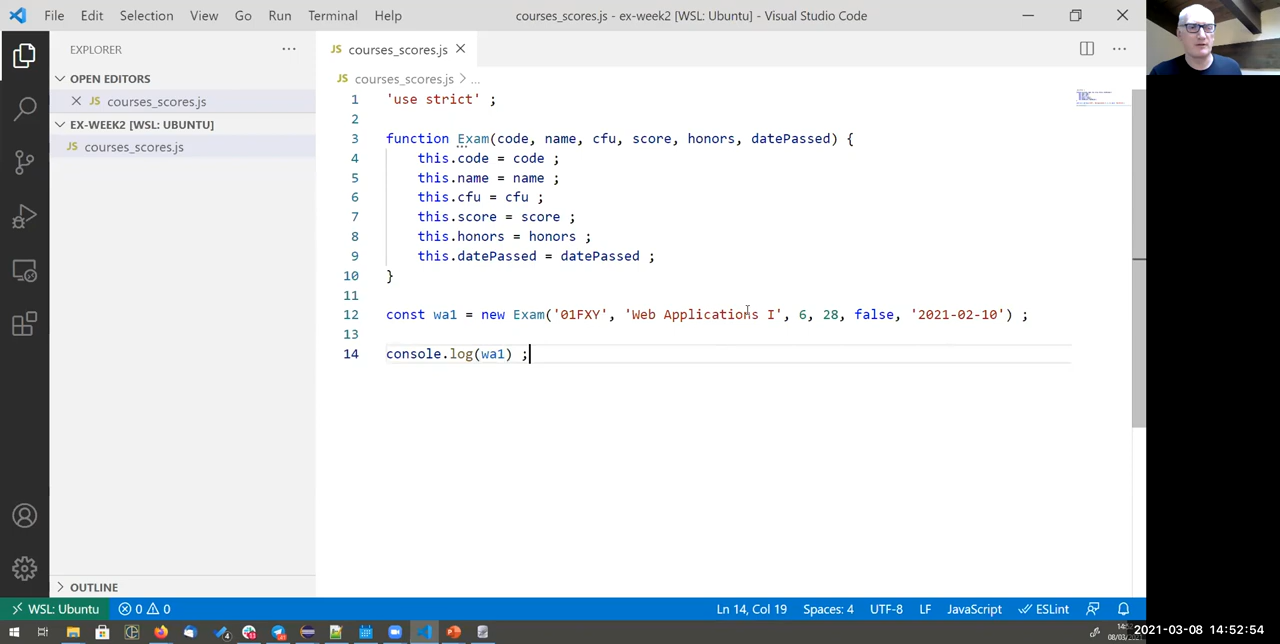 File Edit Selection View Go Run Terminal Help courses_scores.js - ex-week2 [WSL: Ubuntu] - Visual Studio Code
EXPLORER ... JS courses_scores.js
OPEN EDITORS
JS courses_scores.js
EX-WEEK2 [WSL: UBUNTU]
JS courses_scores.js
OUTLINE
JS courses_scores.js > ...
1 'use strict' ;
2
3 function Exam(code, name, cfu, score, honors, datePassed) {
4 this.code = code ;
5 this.name = name ;
6 this.cfu = cfu ;
7 this.score = score ;
8 this.honors = honors ;
9 this.datePassed = datePassed ;
10 }
11
12 const wa1 = new Exam('01FXY', 'Web Applications I', 6, 28, false, '2021-02-10') ;
13
14 console.log(wa1) ;
WSL: Ubuntu 0 0 Ln 14, Col 19 Spaces: 4 UTF-8 LF JavaScript ESLint
2021-03-08 14:52:54